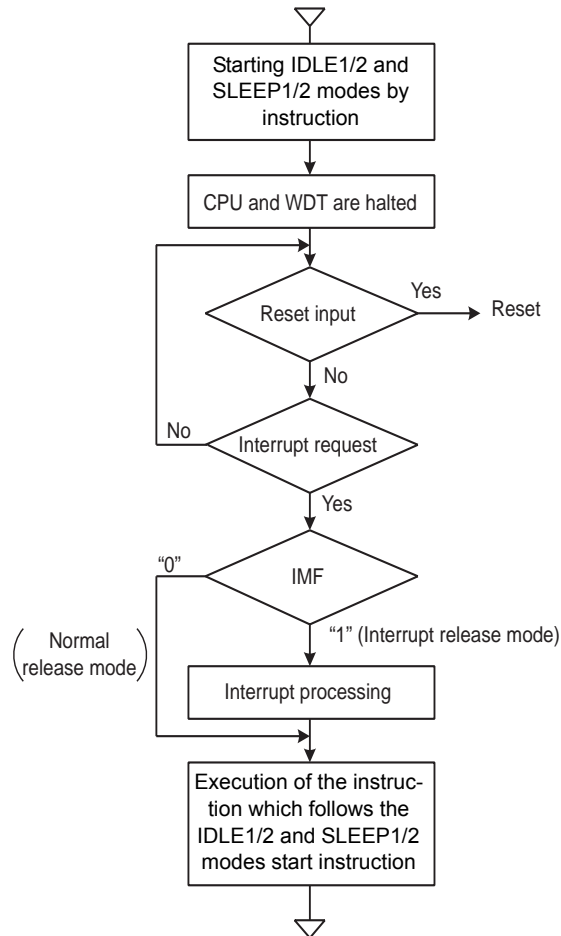 Starting IDLE1/2 and
SLEEP1/2 modes by
instruction
CPU and WDT are halted
Reset input
Yes
Reset
No
No
Interrupt request
Yes
“0”
IMF
Normal
release mode
“1” (Interrupt release mode)
Interrupt processing
Execution of the instruc-
tion which follows the
IDLE1/2 and SLEEP1/2
modes start instruction